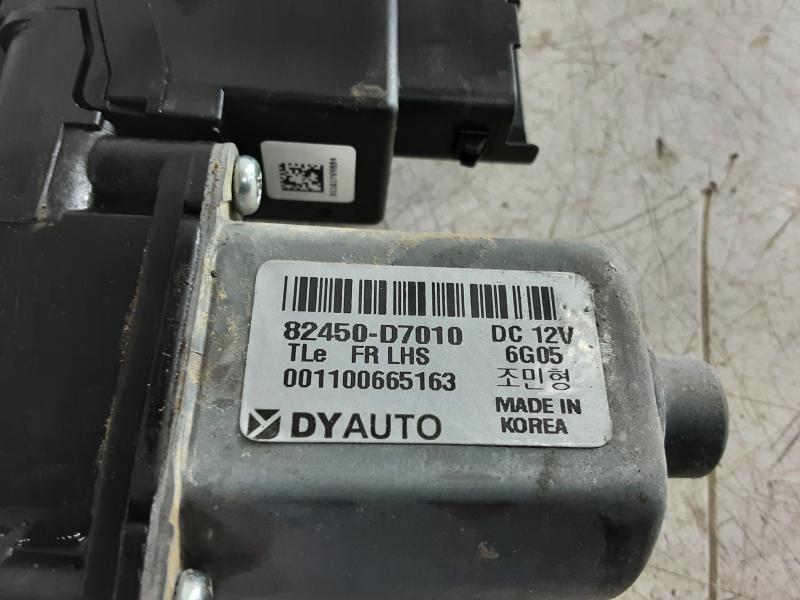 82450-D7010 DC 12V
TLe FR LHS 6G05
001100665163 조민형
DYAUTO MADE IN
KOREA